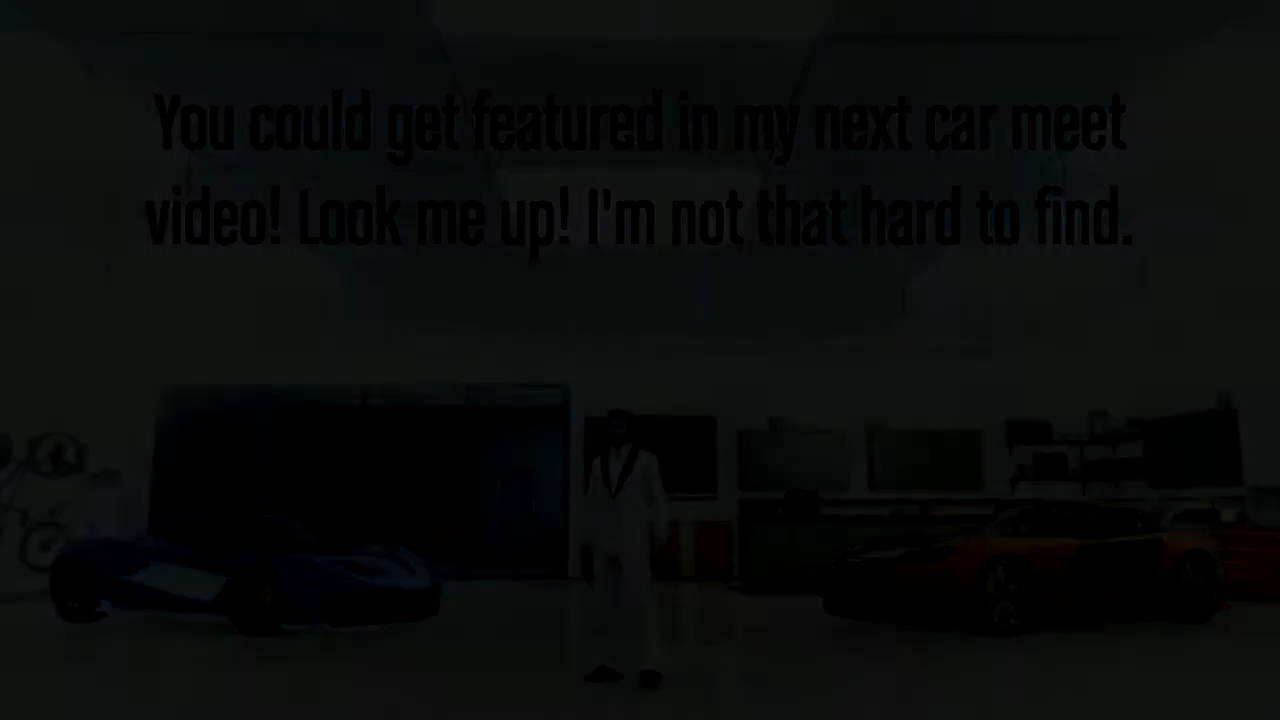 You could get featured in my next car meet
video! Look me up! I'm not that hard to find.